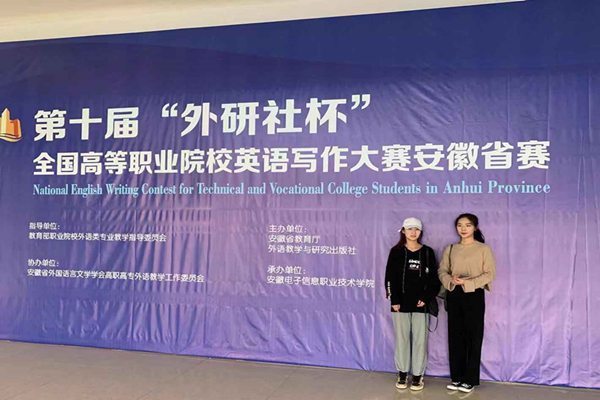 第十届“外研社杯”
全国高等职业院校英语写作大赛安徽省赛
National English Writing Contest for Technical and Vocational College Students in Anhui Province
指导单位：
教育部职业院校外语类专业教学指导委员会
主办单位：
安徽省教育厅
外语教学与研究出版社
协办单位：
安徽省外国语言文学学会高职高专外语教学工作委员会
承办单位：
安徽电子信息职业技术学院